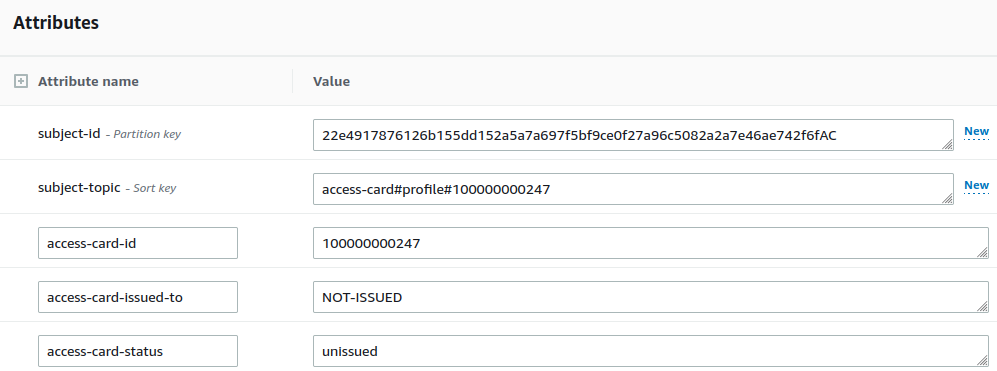 Attributes
Attribute name Value
subject-id - Partition key 22e4917876126b155dd152a5a7a697f5bf9ce0f27a96c5082a2a7e46ae742f6fAC New
subject-topic - Sort key access-card#profile#100000000247 New
access-card-id 100000000247
access-card-issued-to NOT-ISSUED
access-card-status unissued